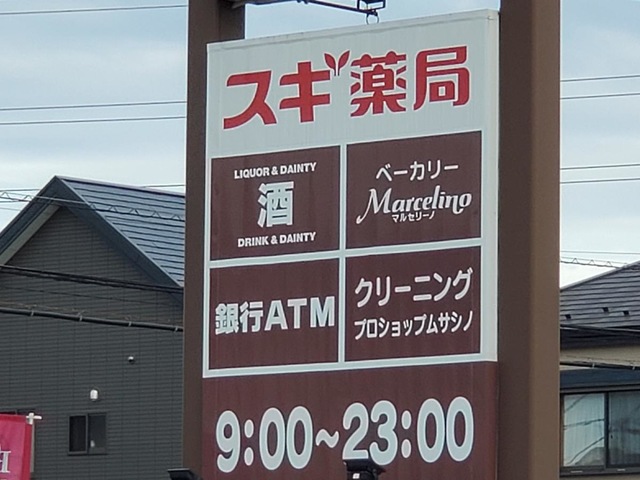 スギ薬局
LIQUOR & DAINTY
酒
DRINK & DAINTY
ベーカリー
Marcelino
マルセリーノ
銀行ATM
クリーニング
プロショップムサシノ
9:00~23:00